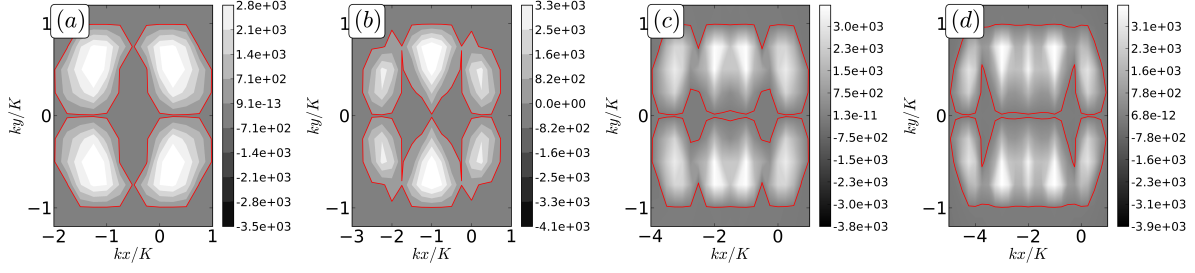 (a)
ky/K
1
0
−1
−2
−1
0
1
kx/K
2.8e+03
2.1e+03
1.4e+03
7.1e+02
9.1e-13
-7.1e+02
-1.4e+03
-2.1e+03
-2.8e+03
-3.5e+03
(b)
ky/K
1
0
−1
−3
−2
−1
0
1
kx/K
3.3e+03
2.4e+03
1.6e+03
8.2e+02
0.0e+00
-8.2e+02
-1.6e+03
-2.4e+03
-3.3e+03
-4.1e+03
(c)
ky/K
1
0
−1
−4
−2
0
kx/K
3.0e+03
2.3e+03
1.5e+03
7.5e+02
1.3e-11
-7.5e+02
-1.5e+03
-2.3e+03
-3.0e+03
-3.8e+03
(d)
ky/K
1
0
−1
−4
−2
0
kx/K
3.1e+03
2.3e+03
1.5e+03
7.8e+02
6.8e-12
-7.8e+02
-1.6e+03
-2.3e+03
-3.1e+03
-3.9e+03